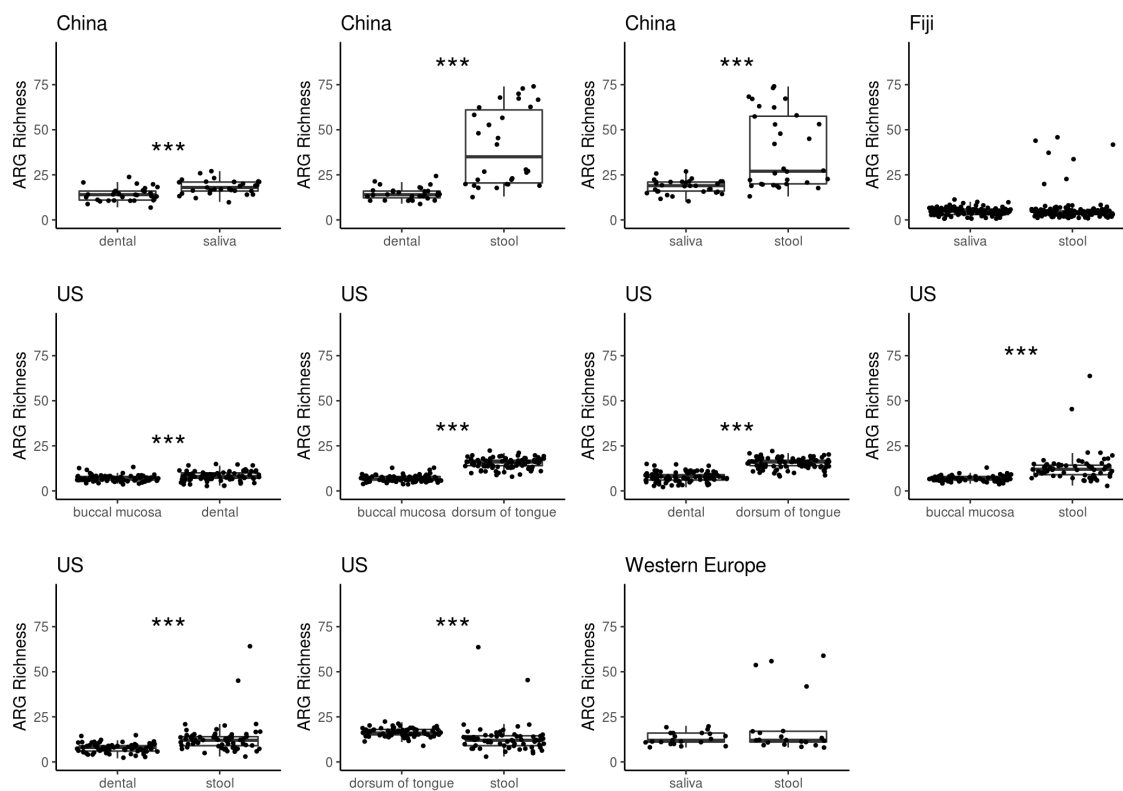 China
China
China
Fiji
ARG Richness
75
50
25
0
***
dental
saliva
ARG Richness
75
50
25
0
***
dental
stool
ARG Richness
75
50
25
0
***
saliva
stool
ARG Richness
75
50
25
0
saliva
stool
US
US
US
US
ARG Richness
75
50
25
0
***
buccal mucosa
dental
ARG Richness
75
50
25
0
***
buccal mucosa
dorsum of tongue
ARG Richness
75
50
25
0
***
dental
dorsum of tongue
ARG Richness
75
50
25
0
***
buccal mucosa
stool
US
US
Western Europe
ARG Richness
75
50
25
0
***
dental
stool
ARG Richness
75
50
25
0
***
dorsum of tongue
stool
ARG Richness
75
50
25
0
saliva
stool